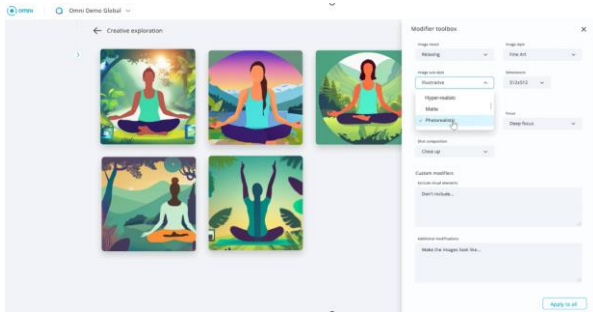 omni
Omni Demo Global
Creative exploration
Modifier toolbox
Image mood
Image style
Relaxing
Fine Art
Image sub-style
Dimensions
Illustrative
512x512
Hyper-realistic
Matte
Photorealistic
Focus
Deep focus
Shot composition
Close up
Custom modifiers
Exclude visual elements
Don't include...
Additional modifications
Make the images look like...
Apply to all